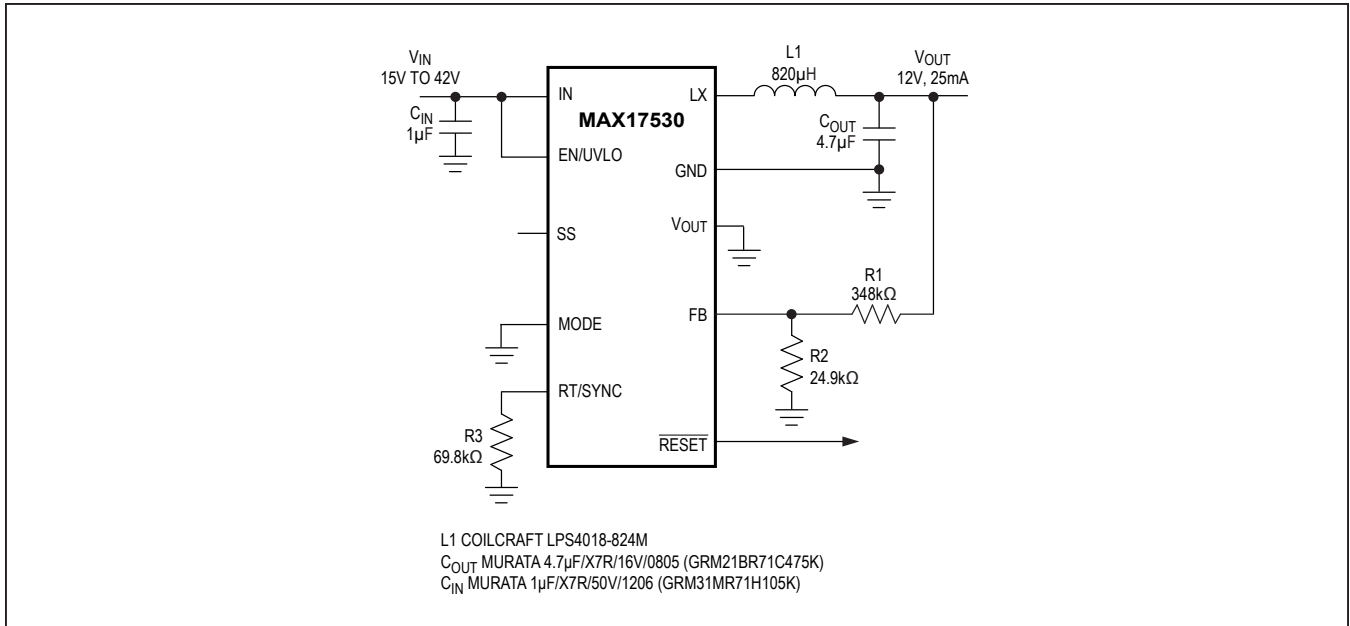 VIN
15V TO 42V
CIN
1µF
IN
EN/UVLO
SS
MODE
RT/SYNC
R3
69.8kΩ
MAX17530
LX
GND
VOUT
FB
RESET
L1
820µH
COUT
4.7µF
VOUT
12V, 25mA
R1
348kΩ
R2
24.9kΩ
L1 COILCRAFT LPS4018-824M
COUT MURATA 4.7µF/X7R/16V/0805 (GRM21BR71C475K)
CIN MURATA 1µF/X7R/50V/1206 (GRM31MR71H105K)